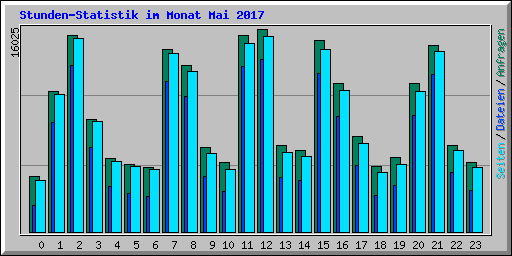 Stunden-Statistik im Monat Mai 2017
16025
Seiten/Dateien/Anfragen
0 1 2 3 4 5 6 7 8 9 10 11 12 13 14 15 16 17 18 19 20 21 22 23